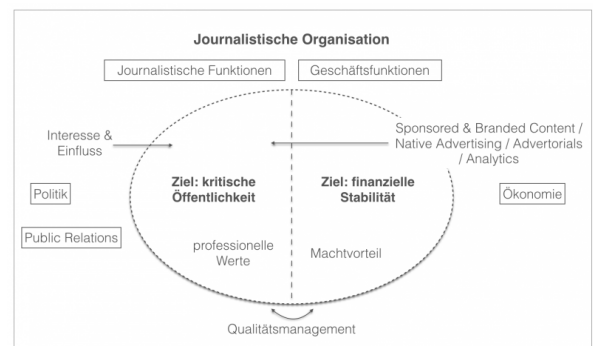 Journalistische Organisation
Journalistische Funktionen
Geschäftsfunktionen
Interesse &
Einfluss
Sponsored & Branded Content /
Native Advertising / Advertorials
/ Analytics
Politik
Ziel: kritische
Öffentlichkeit
Ziel: finanzielle
Stabilität
Ökonomie
Public Relations
professionelle
Werte
Machtvorteil
Qualitätsmanagement